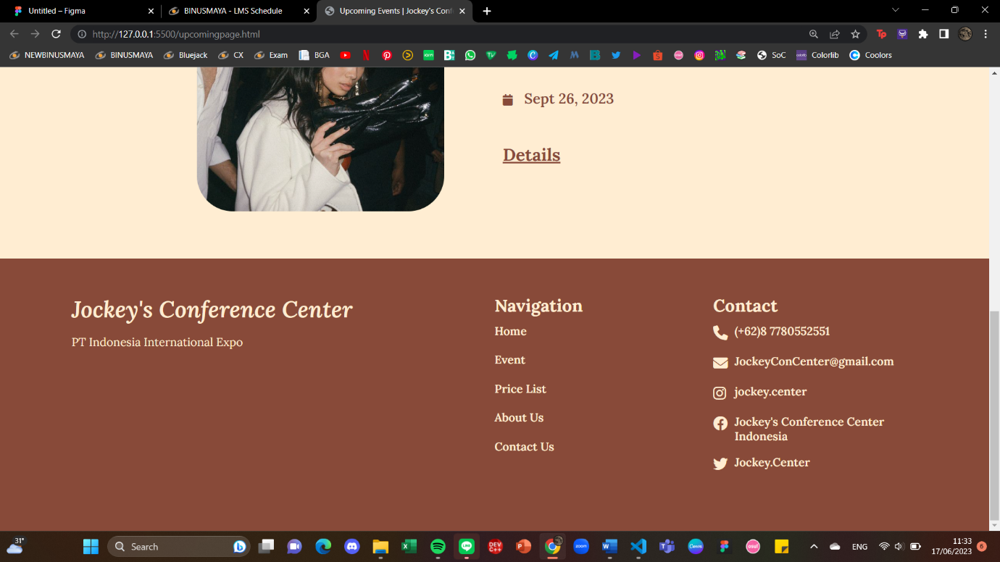 Untitled – Figma
BINUSMAYA - LMS Schedule
Upcoming Events | Jockey's Conf
http://127.0.0.1:5500/upcomingpage.html
NEWBINUSMAYA
BINUSMAYA
Bluejack
CX
Exam
BGA
SoC
Colorlib
Coolors
Sept 26, 2023
Details
Jockey's Conference Center
PT Indonesia International Expo
Navigation
Home
Event
Price List
About Us
Contact Us
Contact
(+62)8 7780552551
JockeyConCenter@gmail.com
jockey.center
Jockey's Conference Center
Indonesia
Jockey.Center
31°
Search
ENG
11:33
17/06/2023
6